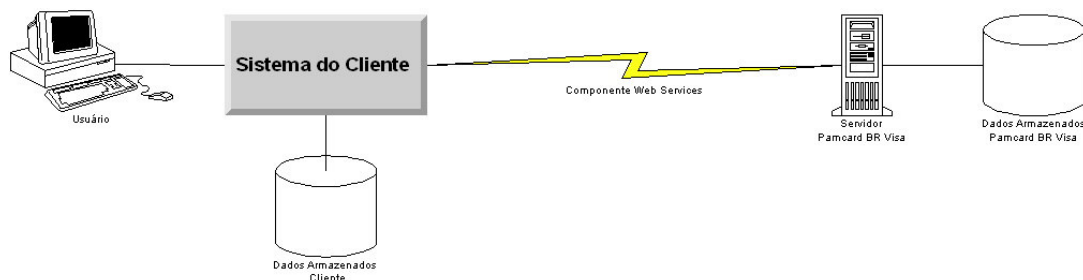 Usuário
Sistema do Cliente
Dados Armazenados
Cliente
Componente Web Services
Servidor
Pamcard BR Visa
Dados Armazenados
Pamcard BR Visa